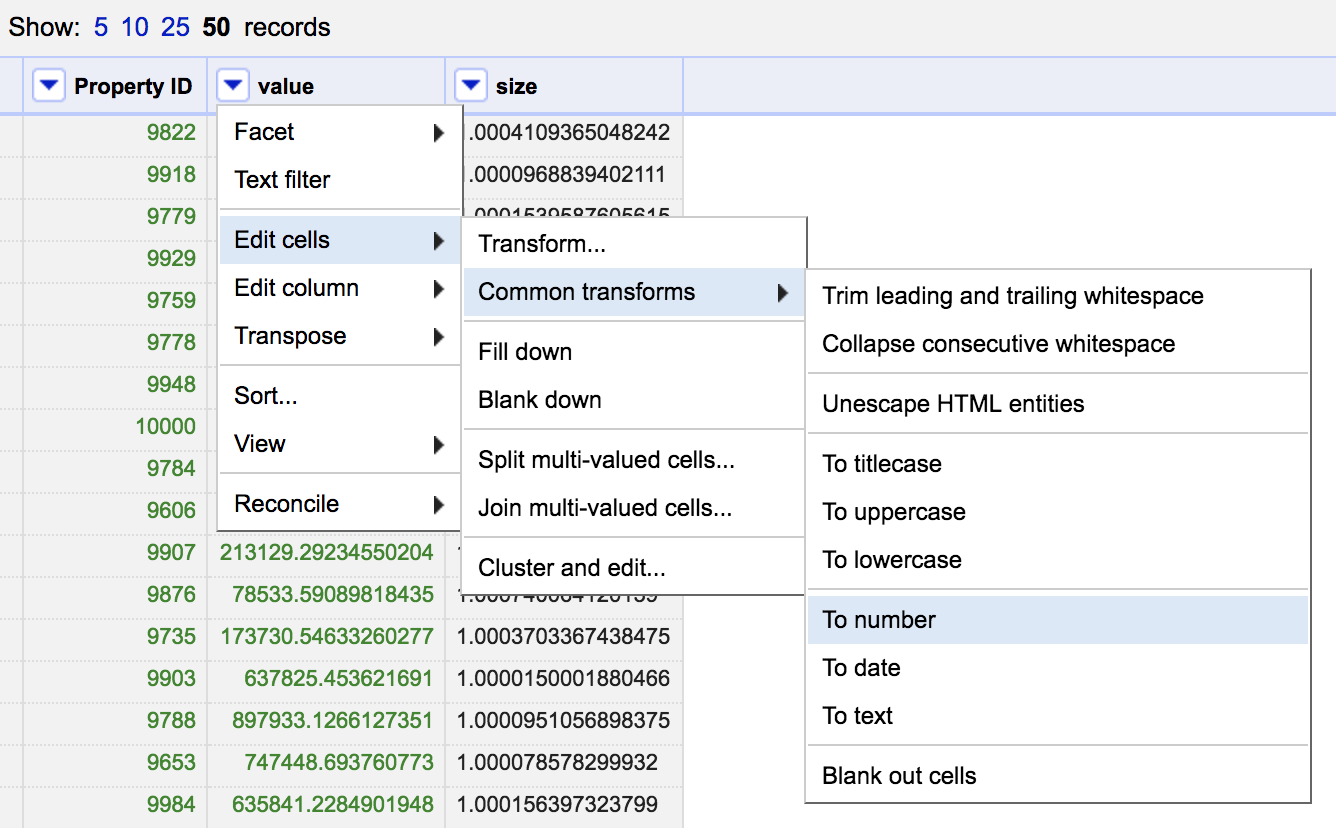 Show: 5 10 25 50 records
Property ID value size
9822 .0004109365048242
Facet
9918 .0000968839402111
Text filter
9779 .0001539587605615
Edit cells
Transform...
9929
Edit column
Common transforms
Trim leading and trailing whitespace
9759
Transpose
9778
Fill down
Collapse consecutive whitespace
9948
Sort...
Blank down
Unescape HTML entities
10000
View
9784
Split multi-valued cells...
To titlecase
9606
Reconcile
Join multi-valued cells...
To uppercase
9907 213129.29234550204
Cluster and edit...
To lowercase
9876 78533.59089818435
9735 173730.54633260277 1.0003703367438475
To number
9903 637825.453621691 1.0000150001880466
To date
9788 897933.1266127351 1.0000951056898375
To text
9653 747448.693760773 1.000078578299932
Blank out cells
9984 635841.2284901948 1.000156397323799